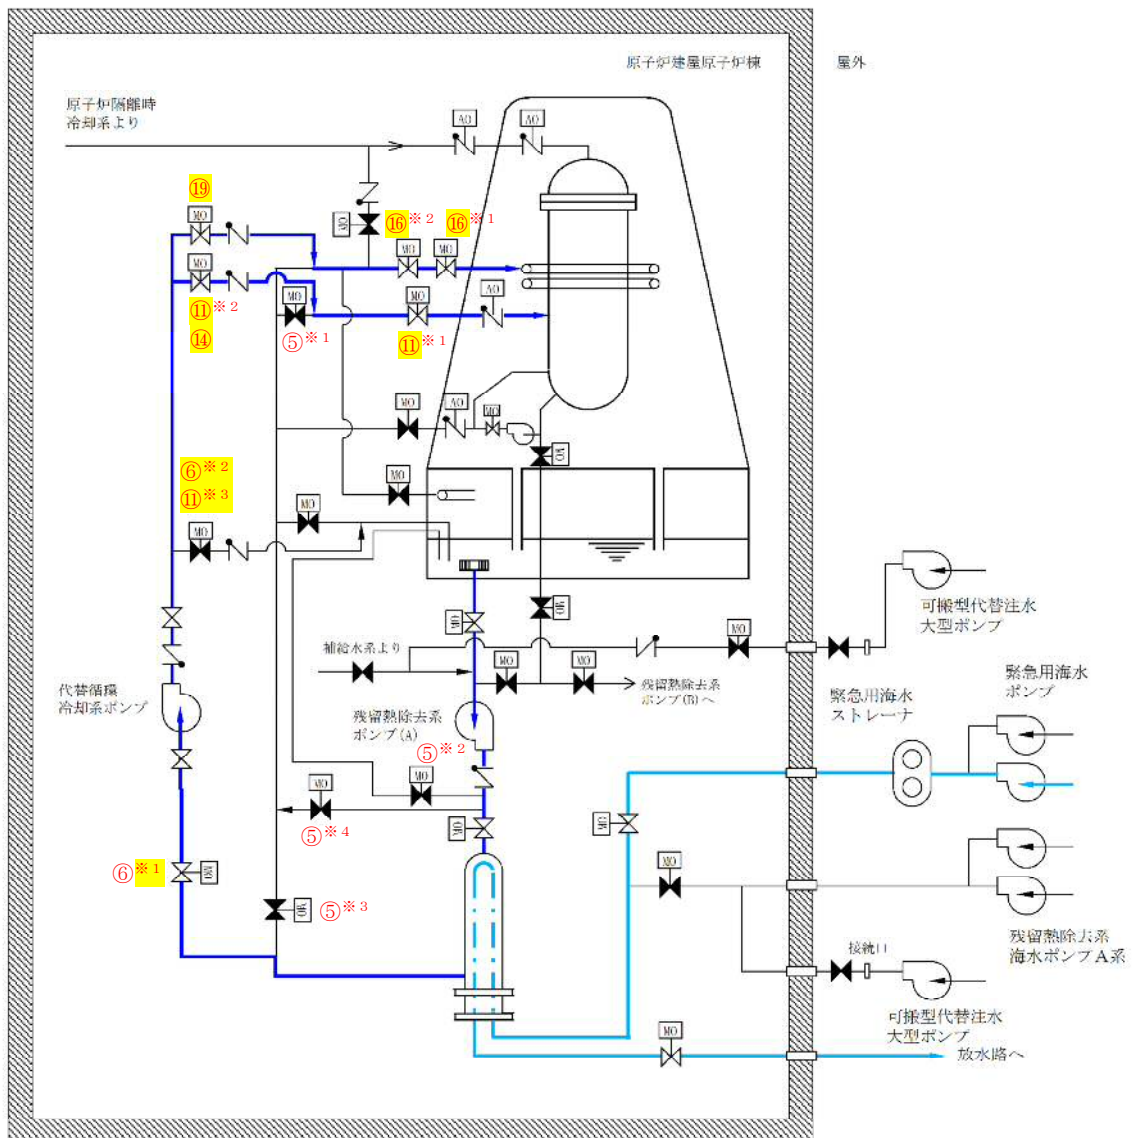 原子炉建屋原子炉棟
屋外
原子炉隔離時
冷却系より
AO
AO
⑲
MO
MO
⑯※2
⑯※1
MO
MO
MO
MO
MO
AO
⑪※2
⑭
⑤※1
⑪※1
MO
AO
MO
MO
⑥※2
⑪※3
MO
MO
MO
MO
MO
可搬型代替注水
大型ポンプ
補給水系より
MO
MO
MO
残留熱除去系
ポンプ(B)へ
代替循環
冷却系ポンプ
残留熱除去系
ポンプ(A)
緊急用海水
ストレーナ
緊急用海水
ポンプ
⑤※2
MO
MO
⑤※4
MO
MO
⑥※1
MO
MO
⑤※3
MO
残留熱除去系
海水ポンプA系
接続口
可搬型代替注水
大型ポンプ
MO
放水路へ